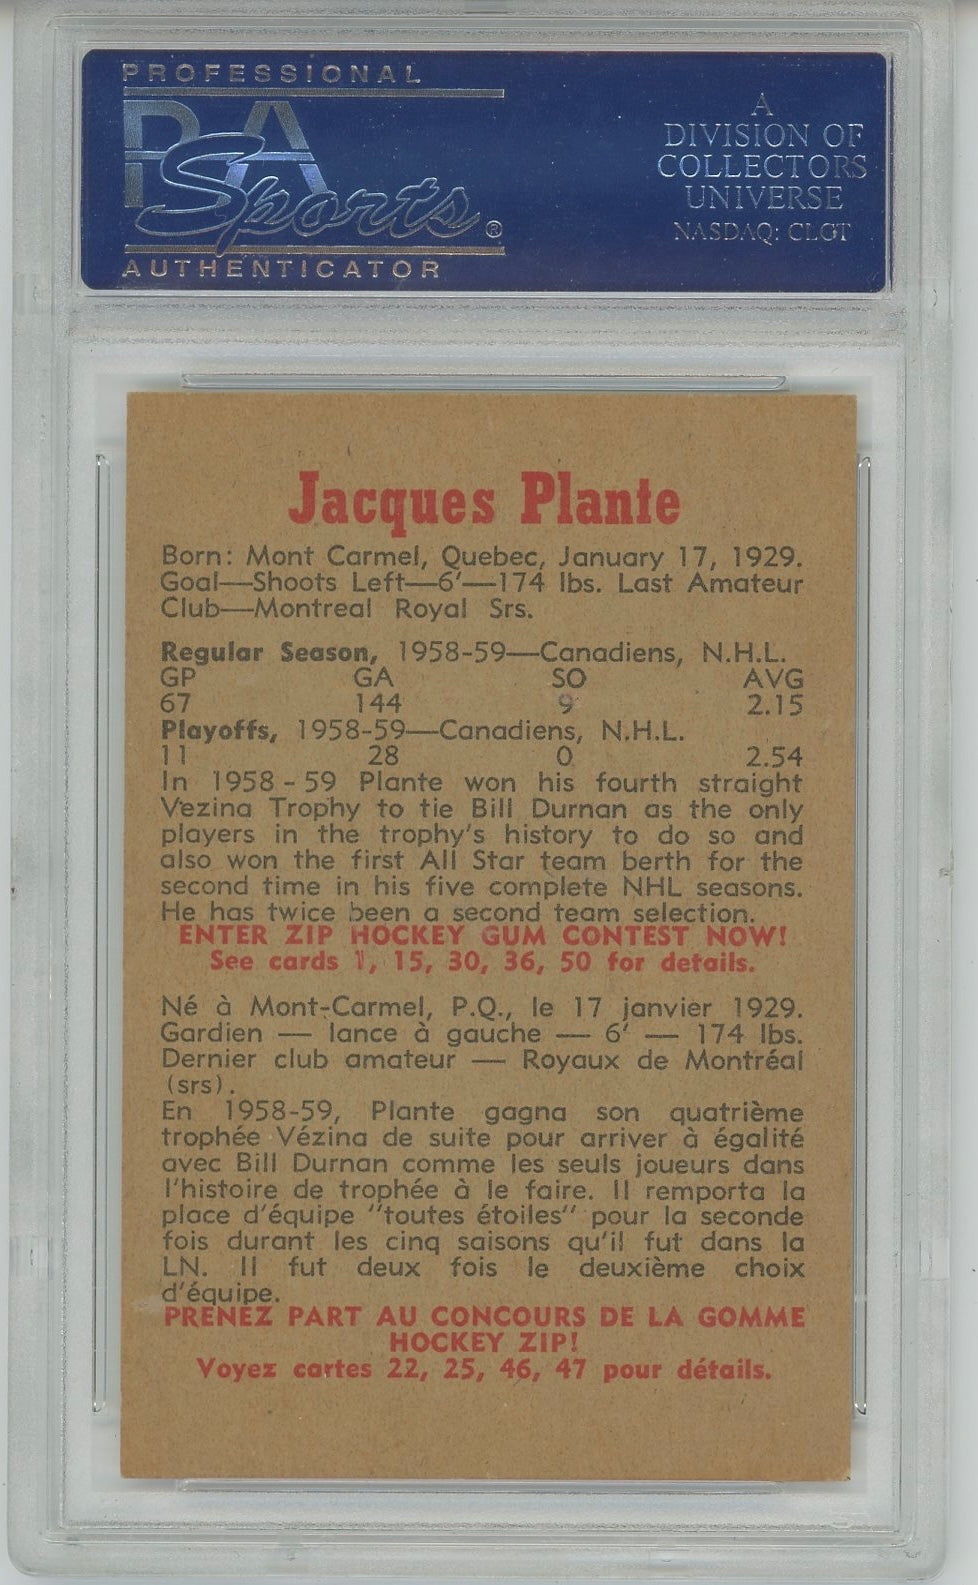 PROFESSIONAL
PSA
Sports®
AUTHENTICATOR
A
DIVISION OF
COLLECTORS
UNIVERSE
NASDAQ: CLCT
Jacques Plante
Born: Mont Carmel, Quebec, January 17, 1929.
Goal—Shoots Left—6'—174 lbs. Last Amateur
Club—Montreal Royal Srs.
Regular Season, 1958-59—Canadiens, N.H.L.
GP GA SO AVG
67 144 9 2.15
Playoffs, 1958-59—Canadiens, N.H.L.
11 28 0 2.54
In 1958-59 Plante won his fourth straight
Vezina Trophy to tie Bill Durnan as the only
players in the trophy's history to do so and
also won the first All Star team berth for the
second time in his five complete NHL seasons.
He has twice been a second team selection.
ENTER ZIP HOCKEY GUM CONTEST NOW!
See cards 1, 15, 30, 36, 50 for details.
Né à Mont-Carmel, P.Q., le 17 janvier 1929.
Gardien — lance à gauche — 6' — 174 lbs.
Dernier club amateur — Royaux de Montréal
(srs).
En 1958-59, Plante gagna son quatrième
trophée Vézina de suite pour arriver à égalité
avec Bill Durnan comme les seuls joueurs dans
l'histoire de trophée à le faire. Il remporta la
place d'équipe "toutes étoiles" pour la seconde
fois durant les cinq saisons qu'il fut dans la
LN. Il fut deux fois le deuxième choix
d'équipe.
PRENEZ PART AU CONCOURS DE LA GOMME
HOCKEY ZIP!
Voyez cartes 22, 25, 46, 47 pour détails.